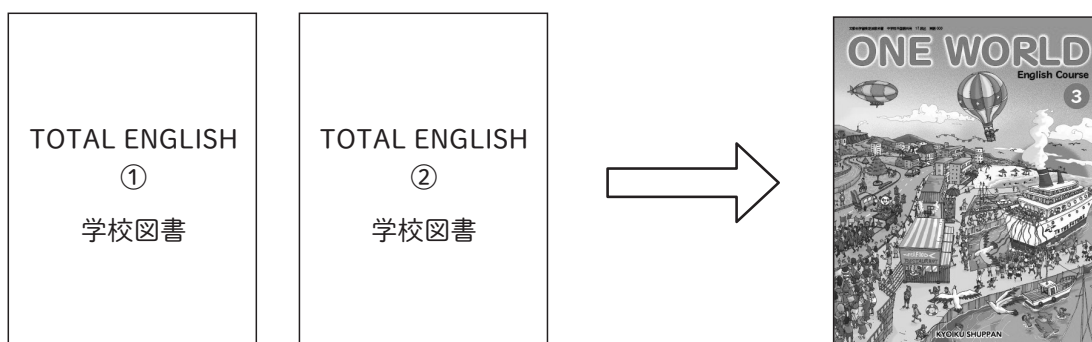 TOTAL ENGLISH
①
学校図書
TOTAL ENGLISH
②
学校図書
ONE WORLD
English Course
3
KYOIKU SHUPPAN